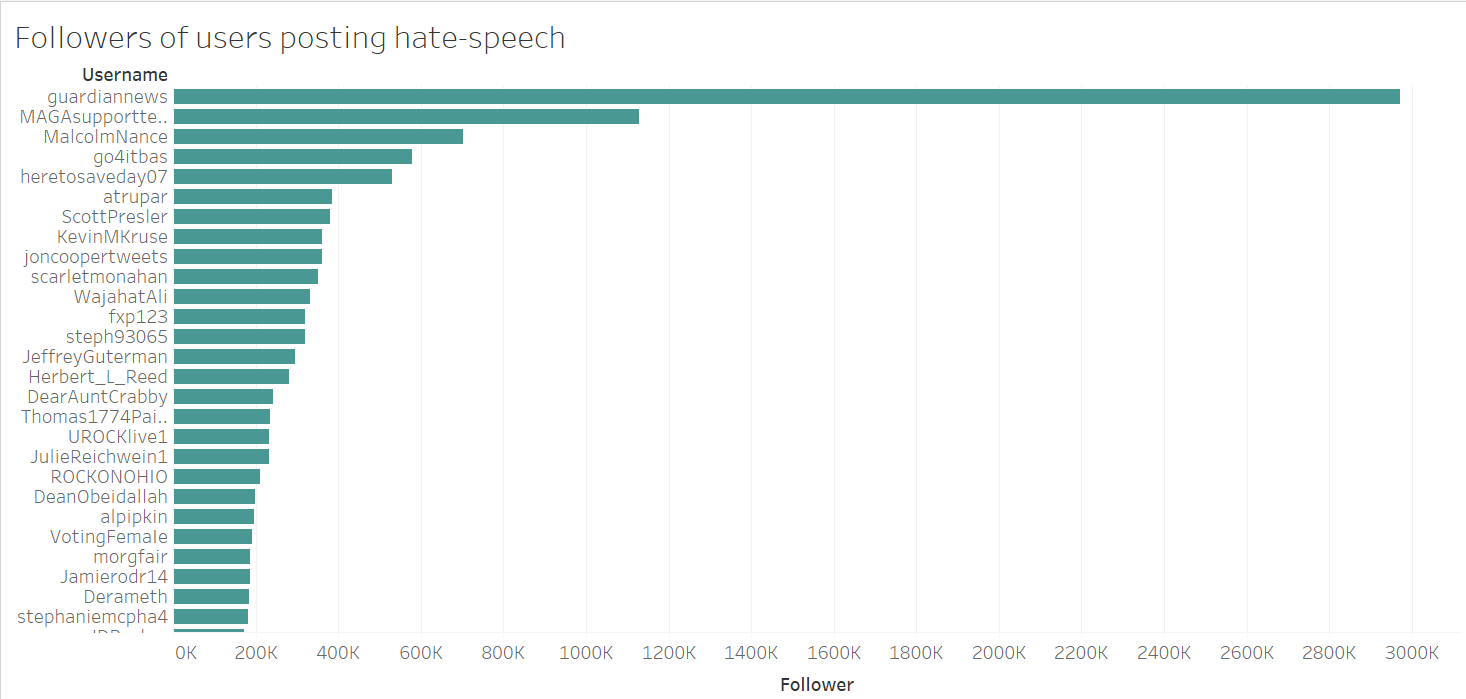 Followers of users posting hate-speech
Username
guardiannews
MAGAsupportte..
MalcolmNance
go4itbas
heretosaveday07
atrupar
ScottPresler
KevinMKruse
joncoopertweets
scarletmonahan
WajahatAli
fxp123
steph93065
JeffreyGuterman
Herbert_L_Reed
DearAuntCrabby
Thomas1774Pai..
UROCKlive1
JulieReichwein1
ROCKONOHIO
DeanObeidallah
alpipkin
VotingFemale
morgfair
Jamierodr14
Derameth
stephaniemcpha4
0K 200K 400K 600K 800K 1000K 1200K 1400K 1600K 1800K 2000K 2200K 2400K 2600K 2800K 3000K
Follower